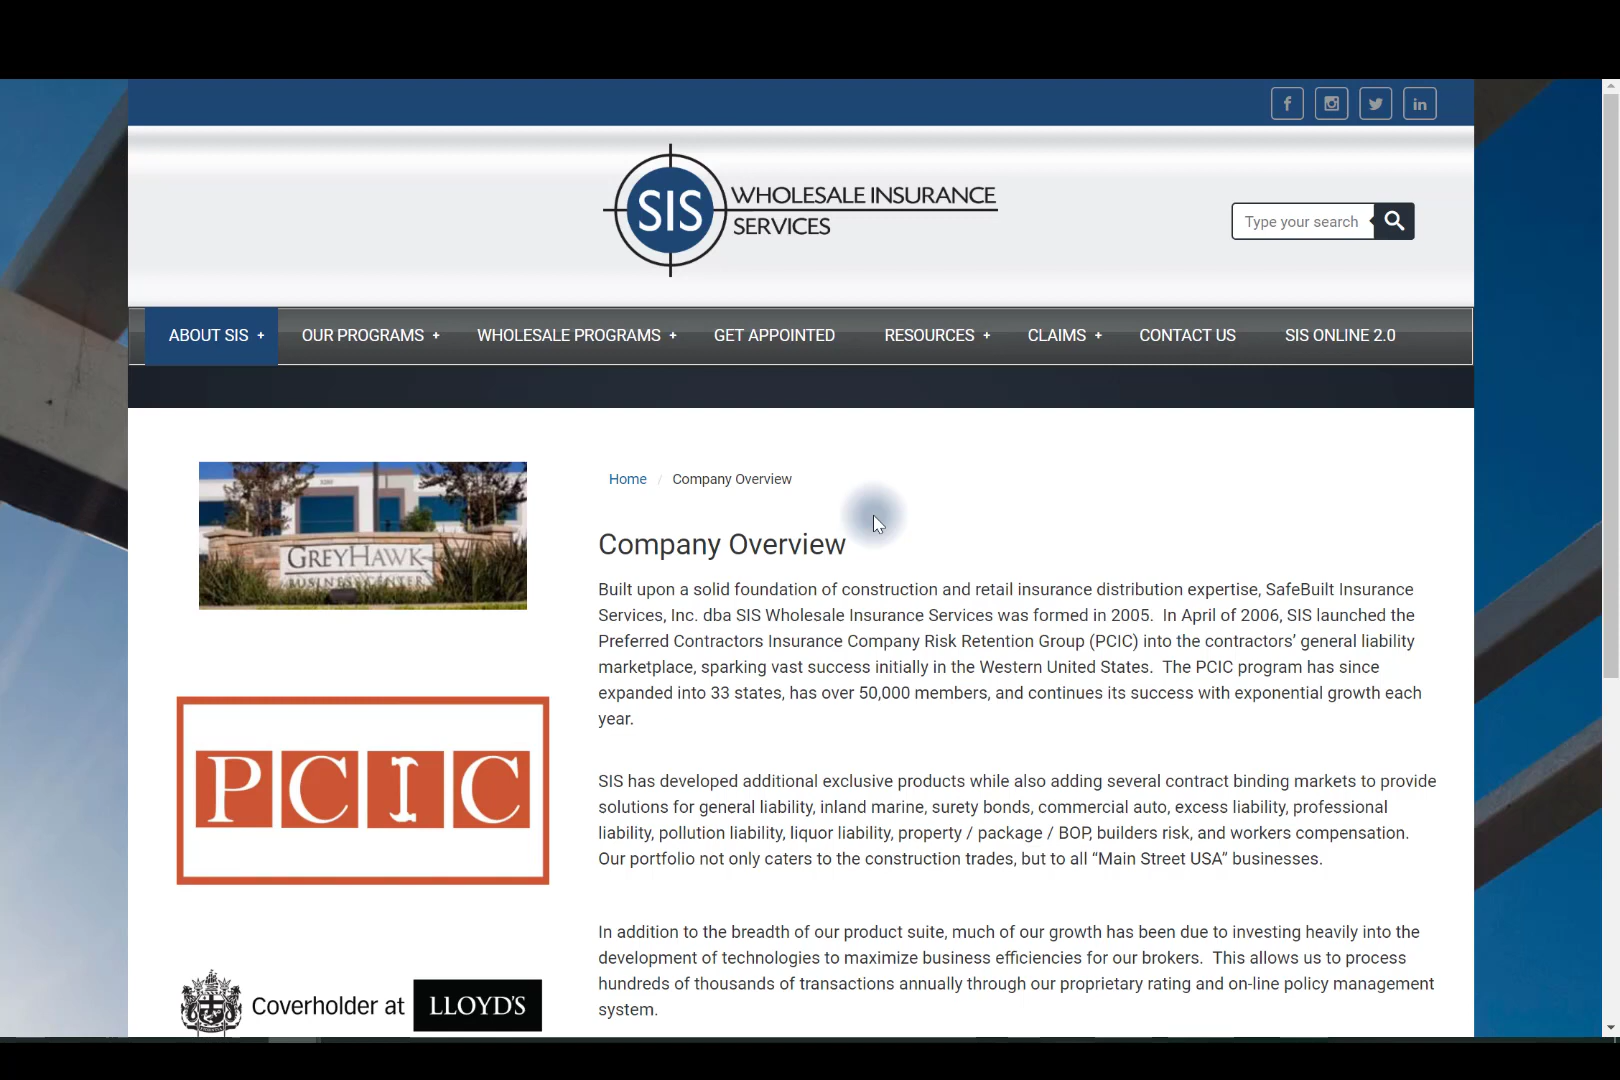 SIS
WHOLESALE INSURANCE
SERVICES
Type your search
ABOUT SIS +
OUR PROGRAMS +
WHOLESALE PROGRAMS +
GET APPOINTED
RESOURCES +
CLAIMS +
CONTACT US
SIS ONLINE 2.0
GREYHAWK
BUSINESS CENTER
PCIC
Coverholder at LLOYD'S
Home / Company Overview
Company Overview
Built upon a solid foundation of construction and retail insurance distribution expertise, SafeBuilt Insurance
Services, Inc. dba SIS Wholesale Insurance Services was formed in 2005.  In April of 2006, SIS launched the
Preferred Contractors Insurance Company Risk Retention Group (PCIC) into the contractors’ general liability
marketplace, sparking vast success initially in the Western United States.  The PCIC program has since
expanded into 33 states, has over 50,000 members, and continues its success with exponential growth each
year.
SIS has developed additional exclusive products while also adding several contract binding markets to provide
solutions for general liability, inland marine, surety bonds, commercial auto, excess liability, professional
liability, pollution liability, liquor liability, property / package / BOP, builders risk, and workers compensation.
Our portfolio not only caters to the construction trades, but to all “Main Street USA” businesses.
In addition to the breadth of our product suite, much of our growth has been due to investing heavily into the
development of technologies to maximize business efficiencies for our brokers.  This allows us to process
hundreds of thousands of transactions annually through our proprietary rating and on-line policy management
system.